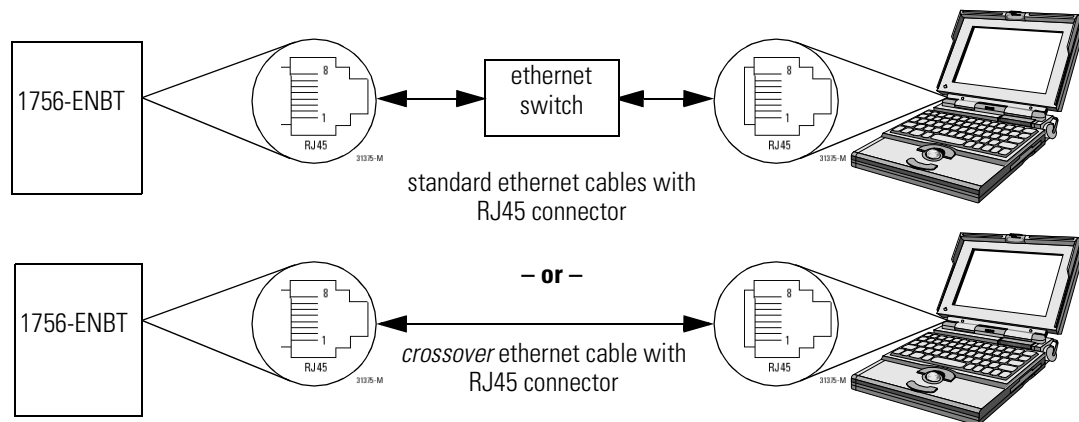 1756-ENBT
8
1
RJ45
31375-M
ethernet
switch
8
1
RJ45
31375-M
standard ethernet cables with
RJ45 connector
– or –
1756-ENBT
8
1
RJ45
31375-M
crossover ethernet cable with
RJ45 connector
8
1
RJ45
31375-M